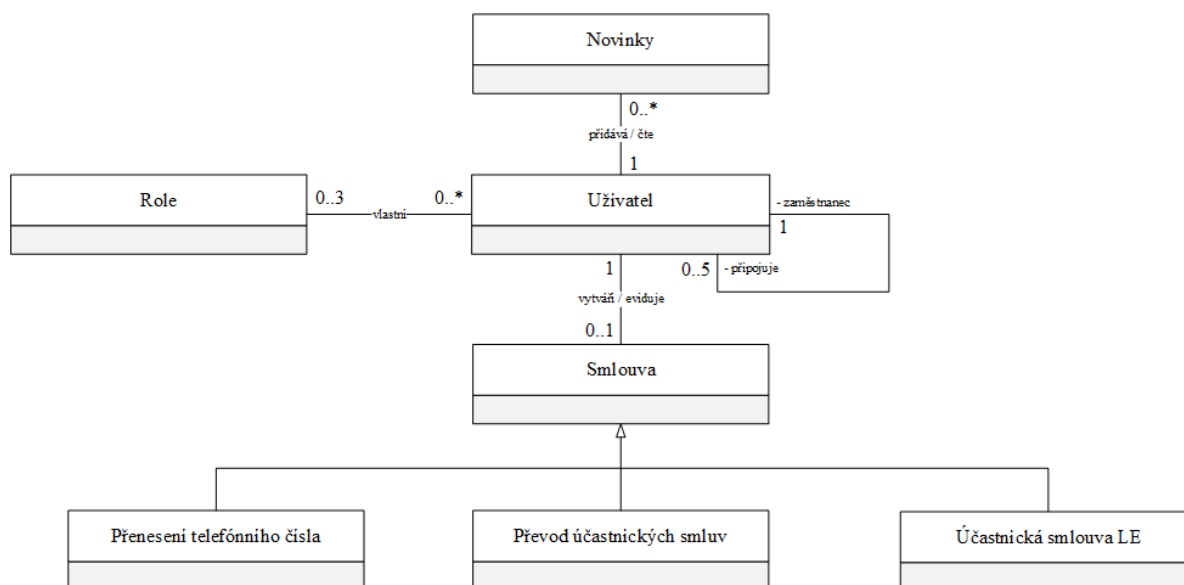 Novinky
0..*
přidává / čte
1
Role
0..3
vlastní
0..*
Uživatel
- zaměstnanec
1
0..5
- připojuje
1
vytváří / eviduje
0..1
Smlouva
Přenesení telefónního čísla
Převod účastnických smluv
Účastnická smlouva LE